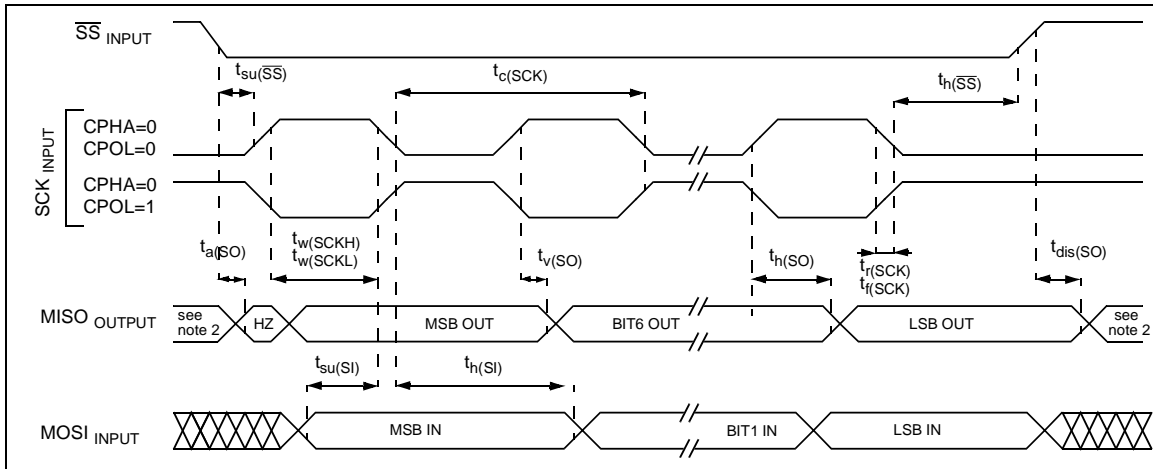 SS INPUT
tsu(SS)
tc(SCK)
th(SS)
SCK INPUT
CPHA=0
CPOL=0
CPHA=0
CPOL=1
ta(SO)
tw(SCKH)
tw(SCKL)
tv(SO)
th(SO)
tr(SCK)
tf(SCK)
tdis(SO)
MISO OUTPUT
see
note 2
HZ
MSB OUT
BIT6 OUT
LSB OUT
see
note 2
tsu(SI)
th(SI)
MOSI INPUT
MSB IN
BIT1 IN
LSB IN